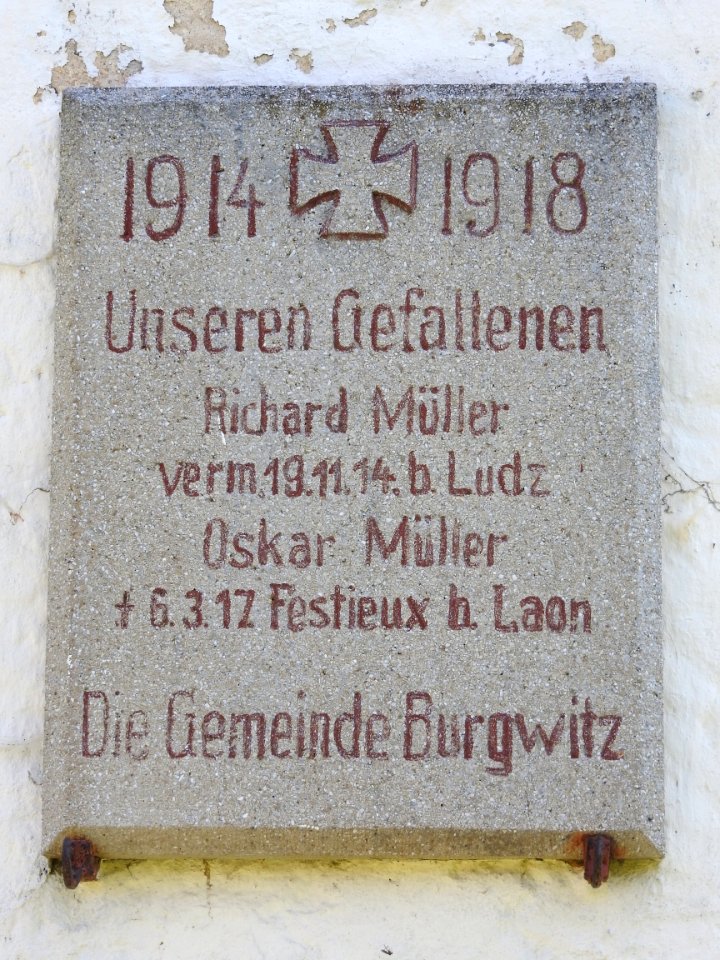 1914 1918
Unseren Gefallenen
Richard Müller
verm. 19.11.14. b. Ludz
Oskar Müller
† 6.3.17 Festieux b. Laon
Die Gemeinde Burgwitz